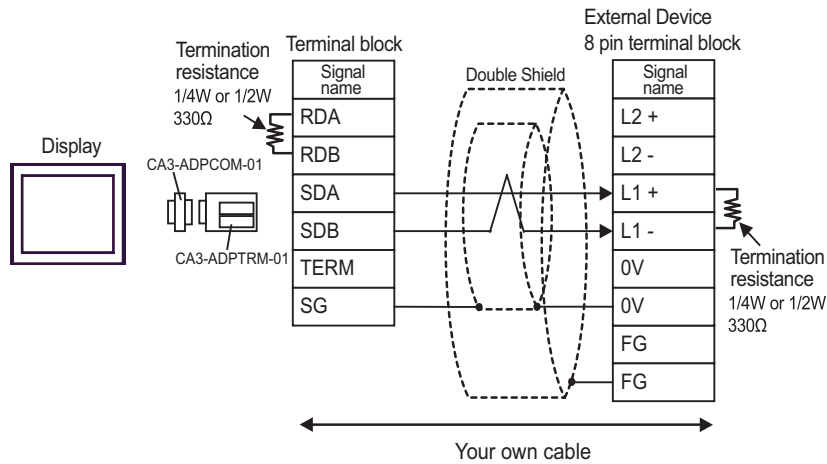 External Device
8 pin terminal block
Terminal block
Termination
resistance
1/4W or 1/2W
330Ω
Display
CA3-ADPCOM-01
CA3-ADPTRM-01
Signal
name
RDA
RDB
SDA
SDB
TERM
SG
Double Shield
Signal
name
L2 +
L2 -
L1 +
L1 -
0V
0V
FG
FG
Termination
resistance
1/4W or 1/2W
330Ω
Your own cable